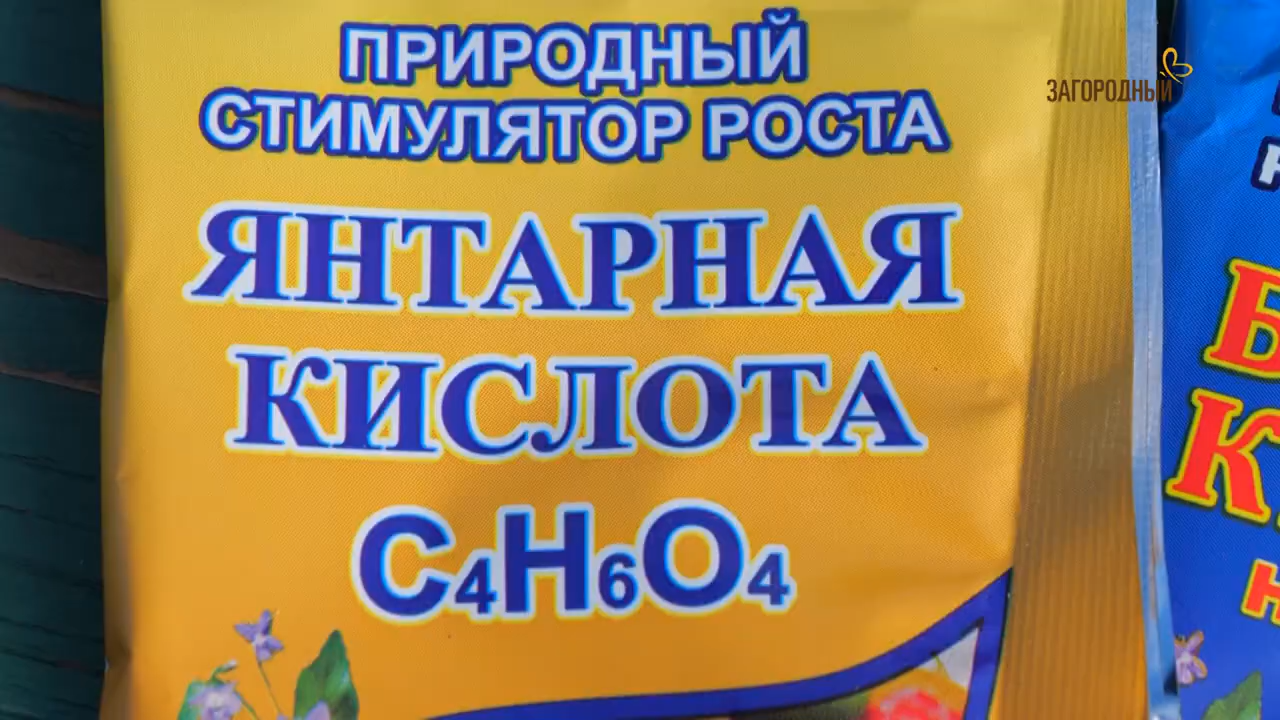 ПРИРОДНЫЙ
СТИМУЛЯТОР РОСТА
ЯНТАРНАЯ
КИСЛОТА
C4H6O4
ЗАГОРОДНЫЙ